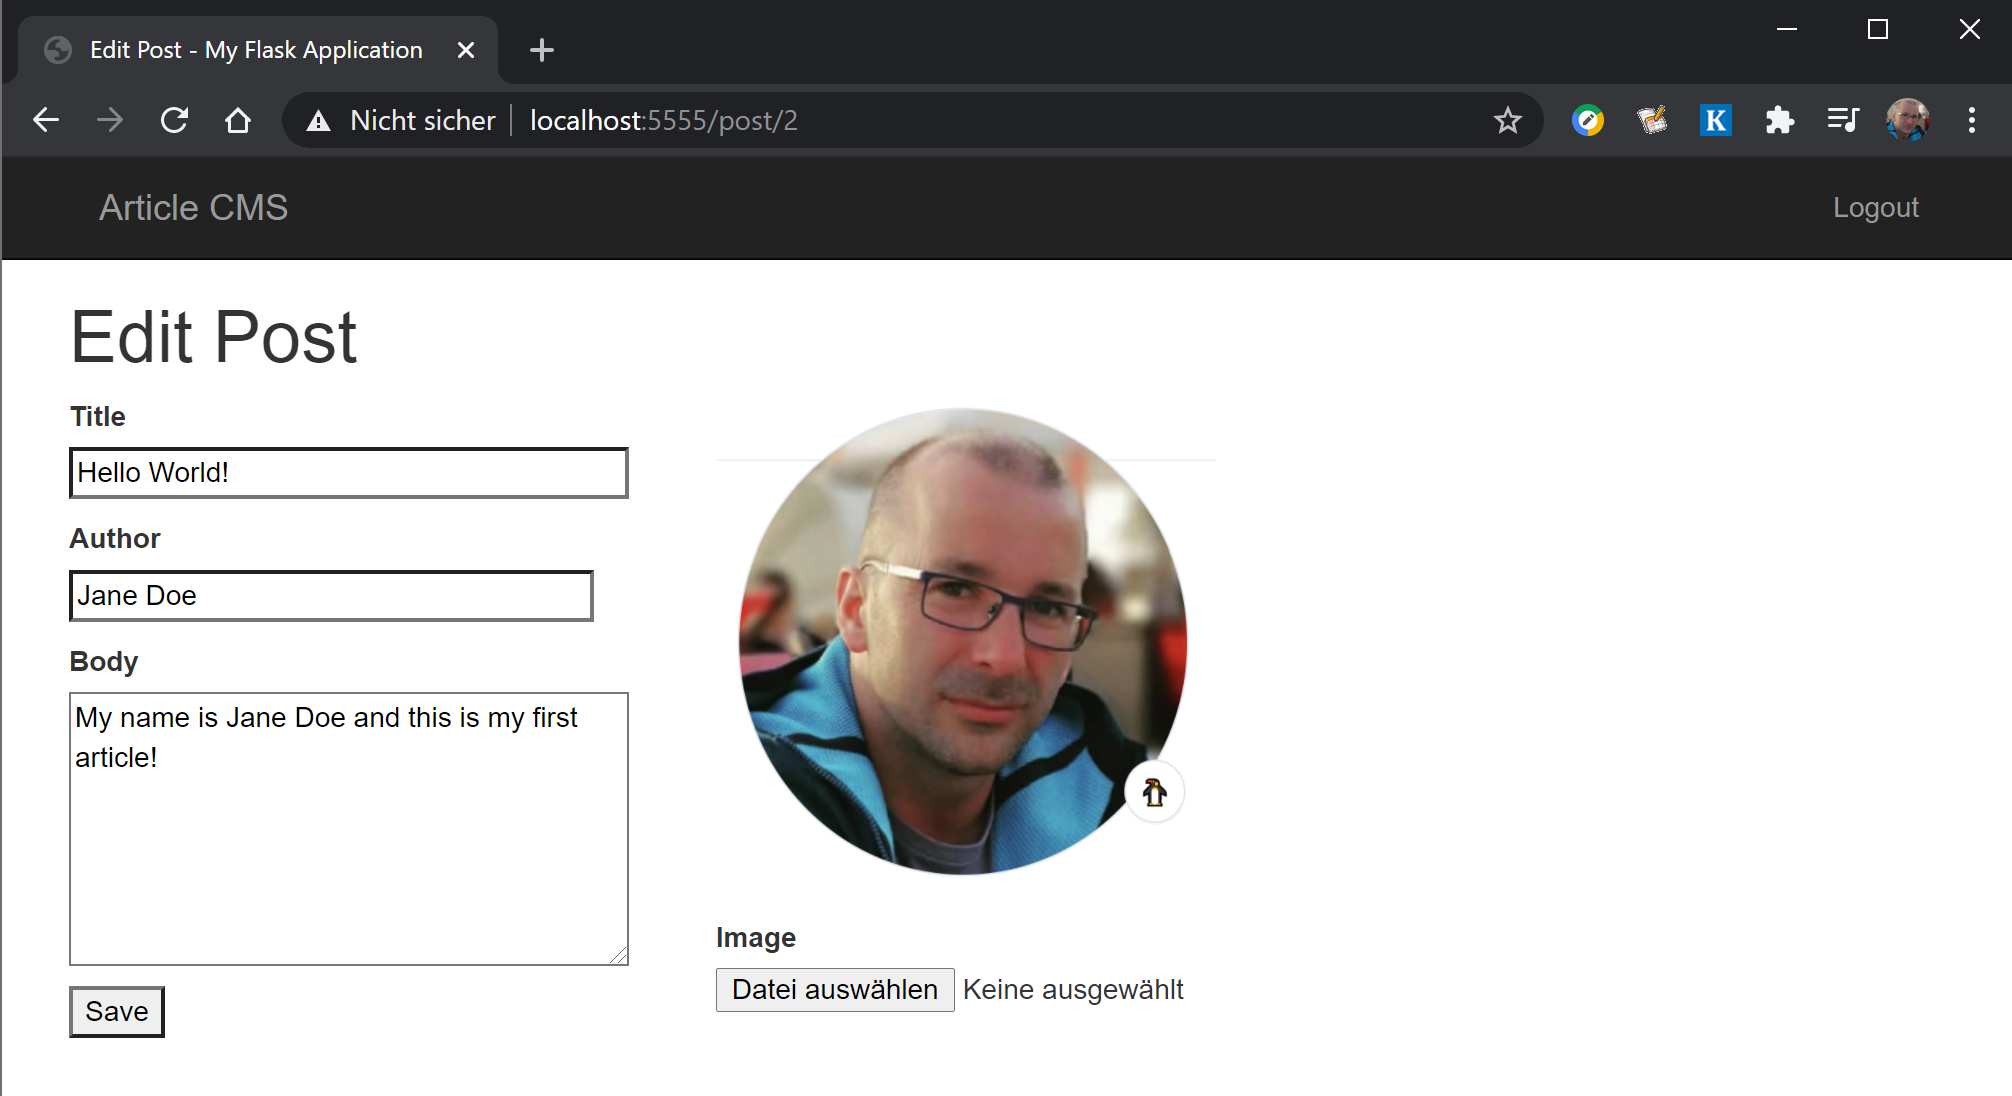 Edit Post - My Flask Application
Nicht sicher localhost:5555/post/2
K
Article CMS
Logout
Edit Post
Title
Hello World!
Author
Jane Doe
Body
My name is Jane Doe and this is my first
article!
Save
Image
Datei auswählen Keine ausgewählt